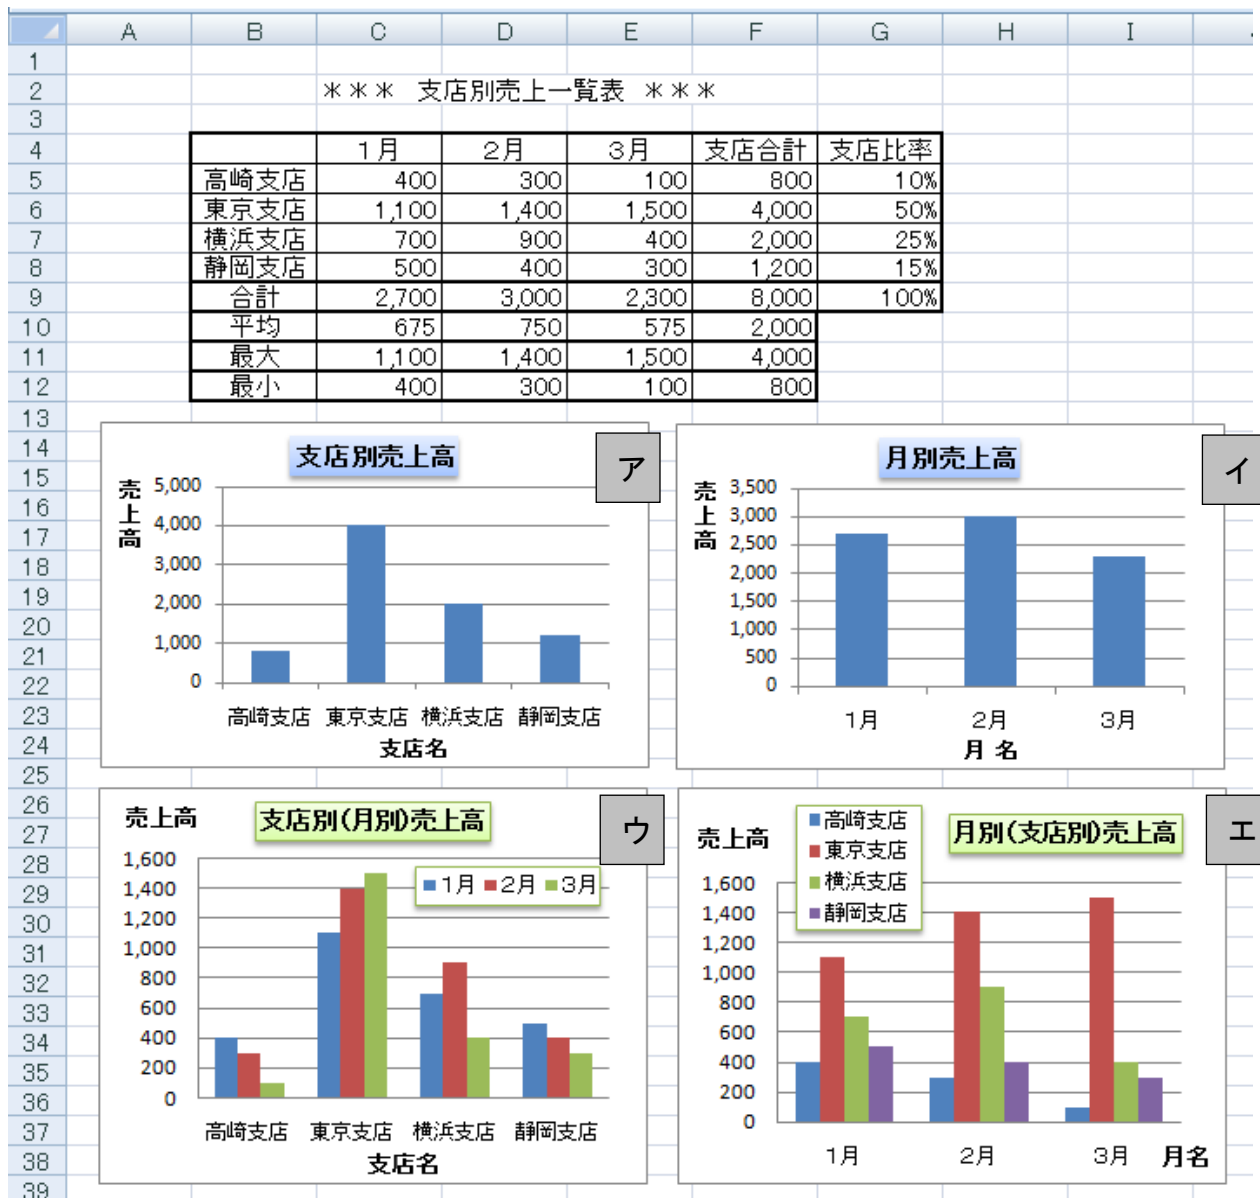 A B C D E F G H I
1
2 ＊＊＊ 支店別売上一覧表 ＊＊＊
3
4 1月 2月 3月 支店合計 支店比率
5 高崎支店 400 300 100 800 10%
6 東京支店 1,100 1,400 1,500 4,000 50%
7 横浜支店 700 900 400 2,000 25%
8 静岡支店 500 400 300 1,200 15%
9 合計 2,700 3,000 2,300 8,000 100%
10 平均 675 750 575 2,000
11 最大 1,100 1,400 1,500 4,000
12 最小 400 300 100 800
13
14
15
16
17
18
19
20
21
22
23
24
25
26
27
28
29
30
31
32
33
34
35
36
37
38
39
支店別売上高
ア
売上高
5,000
4,000
3,000
2,000
1,000
0
高崎支店 東京支店 横浜支店 静岡支店
支店名
月別売上高
イ
売上高
3,500
3,000
2,500
2,000
1,500
1,000
500
0
1月 2月 3月
月 名
売上高
支店別(月別)売上高
ウ
1月 2月 3月
1,600
1,400
1,200
1,000
800
600
400
200
0
高崎支店 東京支店 横浜支店 静岡支店
支店名
売上高
高崎支店
東京支店
横浜支店
静岡支店
月別(支店別)売上高
エ
1,600
1,400
1,200
1,000
800
600
400
200
0
1月 2月 3月 月名